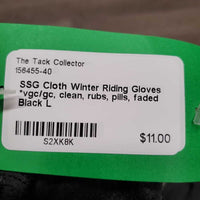 The Tack Collector
156455-40
SSG Cloth Winter Riding Gloves
*vgc/gc, clean, rubs, pills, faded
Black L
S2XK8K
$11.00